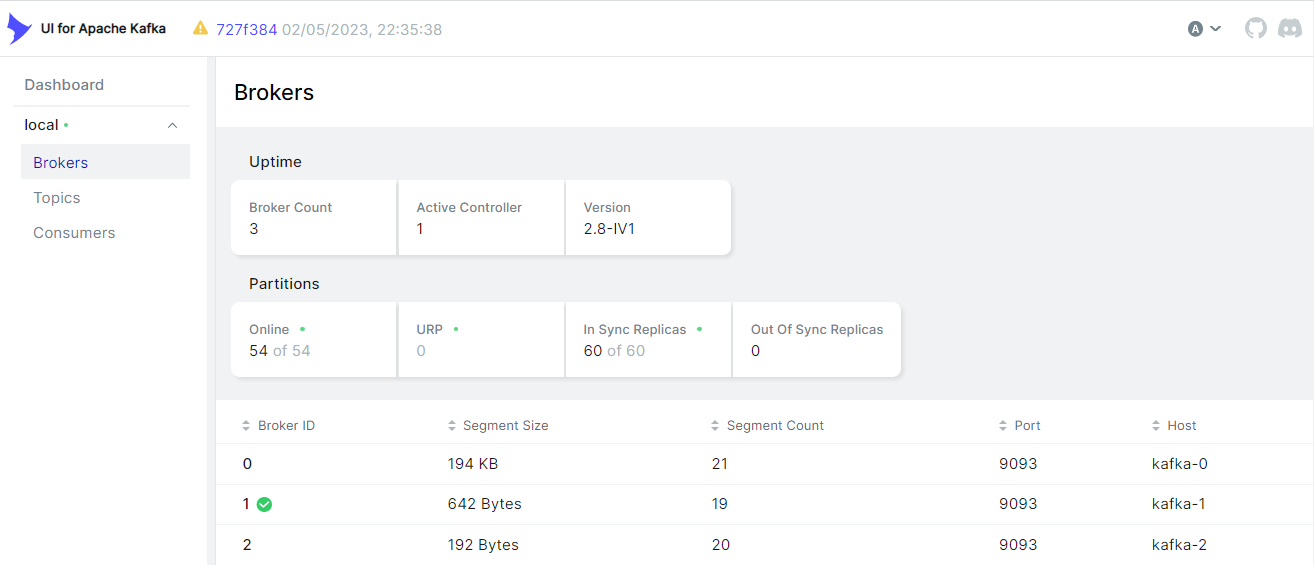 UI for Apache Kafka 727f384 02/05/2023, 22:35:38 A
Dashboard
local
Brokers
Topics
Consumers
Brokers
Uptime
Broker Count Active Controller Version
3 1 2.8-IV1
Partitions
Online URP In Sync Replicas Out Of Sync Replicas
54 of 54 0 60 of 60 0
Broker ID Segment Size Segment Count Port Host
0 194 KB 21 9093 kafka-0
1 642 Bytes 19 9093 kafka-1
2 192 Bytes 20 9093 kafka-2